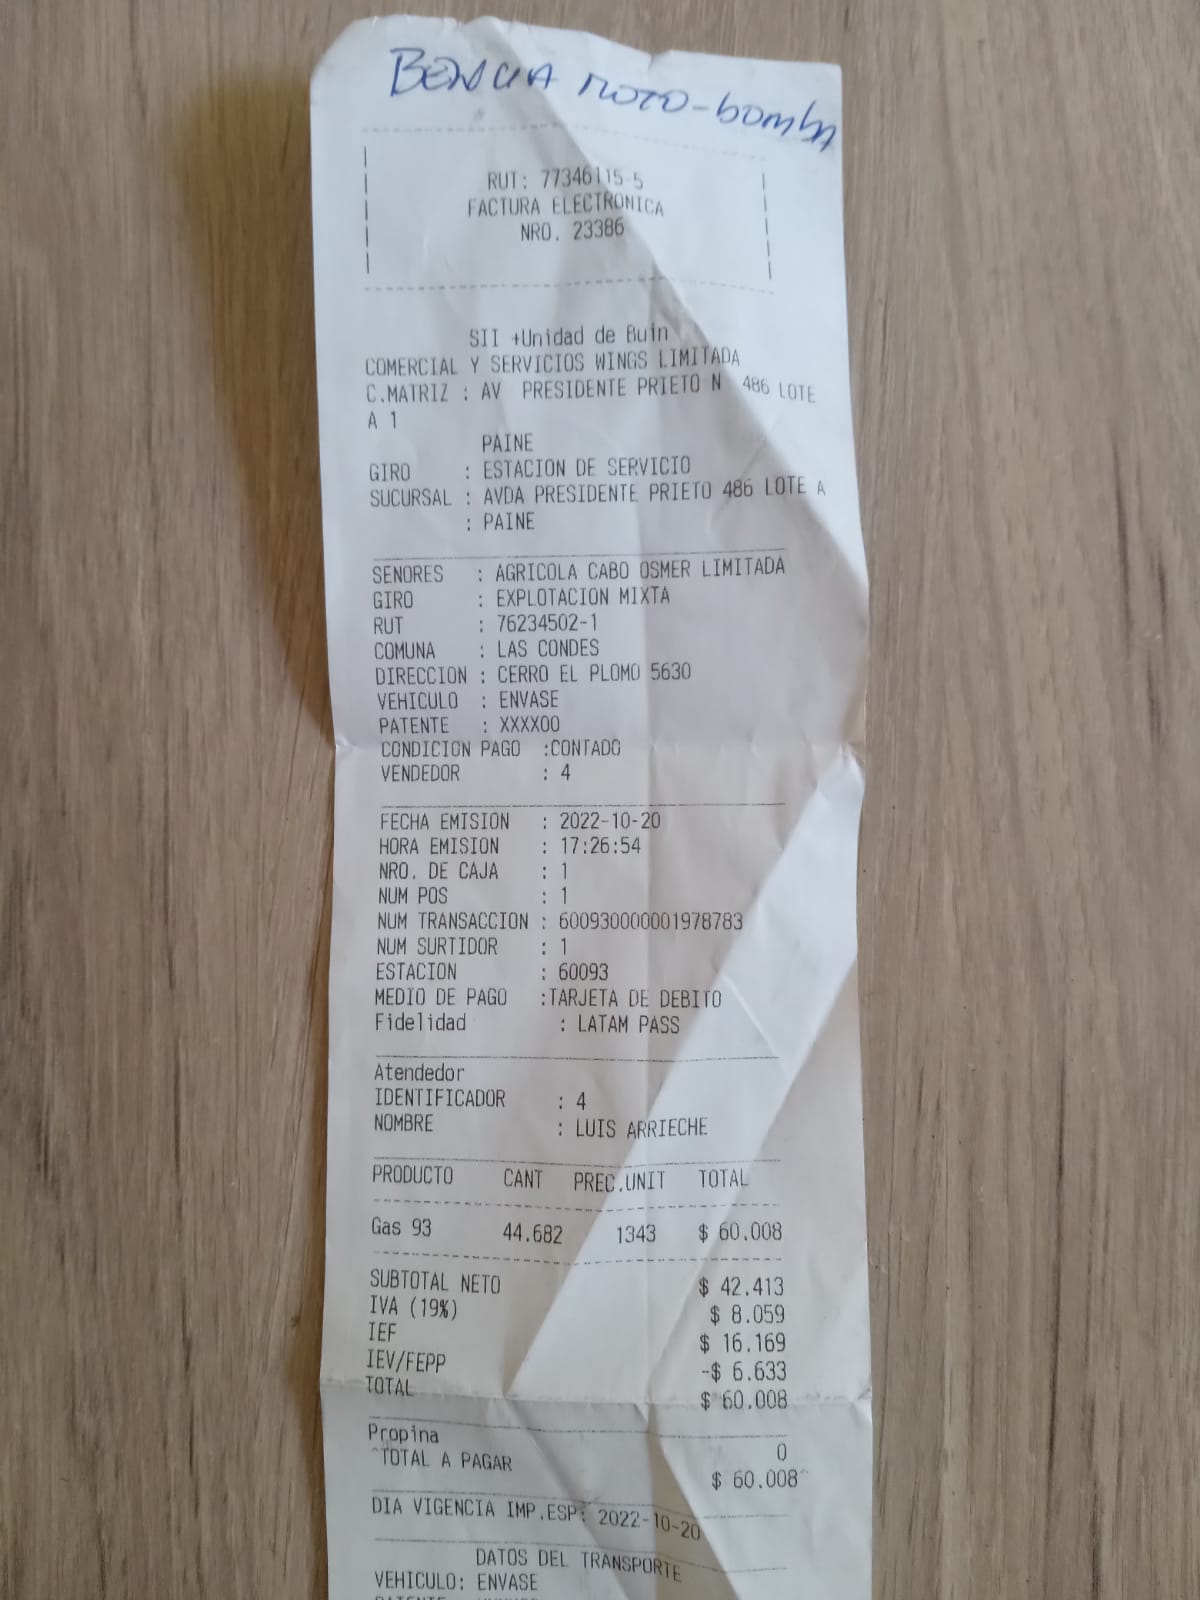 BENCINA MOTO-BOMBA
RUT: 77346115-5
FACTURA ELECTRONICA
NRO. 23386
SII +Unidad de Buin
COMERCIAL Y SERVICIOS WINGS LIMITADA
C.MATRIZ : AV PRESIDENTE PRIETO N 486 LOTE
A 1
PAINE
GIRO : ESTACION DE SERVICIO
SUCURSAL : AVDA PRESIDENTE PRIETO 486 LOTE A
: PAINE
SENORES : AGRICOLA CABO OSMER LIMITADA
GIRO : EXPLOTACION MIXTA
RUT : 76234502-1
COMUNA : LAS CONDES
DIRECCION : CERRO EL PLOMO 5630
VEHICULO : ENVASE
PATENTE : XXXX00
CONDICION PAGO :CONTADO
VENDEDOR : 4
FECHA EMISION : 2022-10-20
HORA EMISION : 17:26:54
NRO. DE CAJA : 1
NUM POS : 1
NUM TRANSACCION : 600930000001978783
NUM SURTIDOR : 1
ESTACION : 60093
MEDIO DE PAGO :TARJETA DE DEBITO
Fidelidad : LATAM PASS
Atendedor
IDENTIFICADOR : 4
NOMBRE : LUIS ARRIECHE
PRODUCTO CANT PREC.UNIT TOTAL
Gas 93 44.682 1343 $ 60.008
SUBTOTAL NETO $ 42.413
IVA (19%) $ 8.059
IEF $ 16.169
IEV/FEPP -$ 6.633
TOTAL $ 60.008
Propina 0
^TOTAL A PAGAR $ 60.008^
DIA VIGENCIA IMP.ESP: 2022-10-20
DATOS DEL TRANSPORTE
VEHICULO: ENVASE